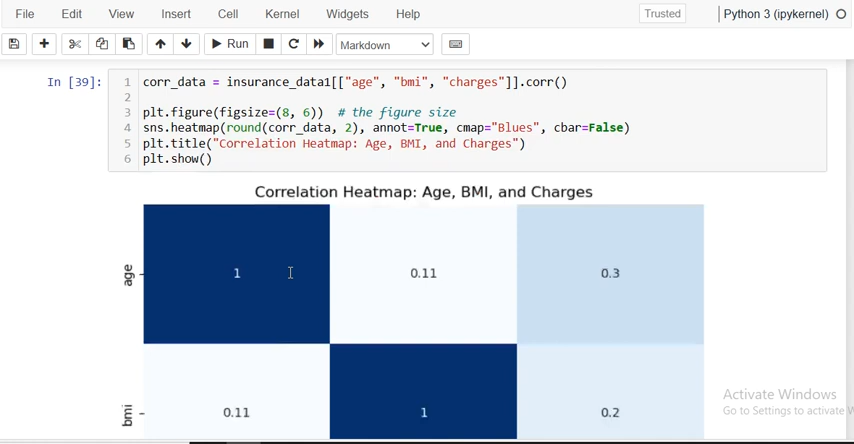 File Edit View Insert Cell Kernel Widgets Help Trusted Python 3 (ipykernel)
Run Markdown
In [39]: 1 corr_data = insurance_data1[["age", "bmi", "charges"]].corr()
2
3 plt.figure(figsize=(8, 6)) # the figure size
4 sns.heatmap(round(corr_data, 2), annot=True, cmap="Blues", cbar=False)
5 plt.title("Correlation Heatmap: Age, BMI, and Charges")
6 plt.show()
Correlation Heatmap: Age, BMI, and Charges
age 1 0.11 0.3
bmi 0.11 1 0.2
Activate Windows
Go to Settings to activate W